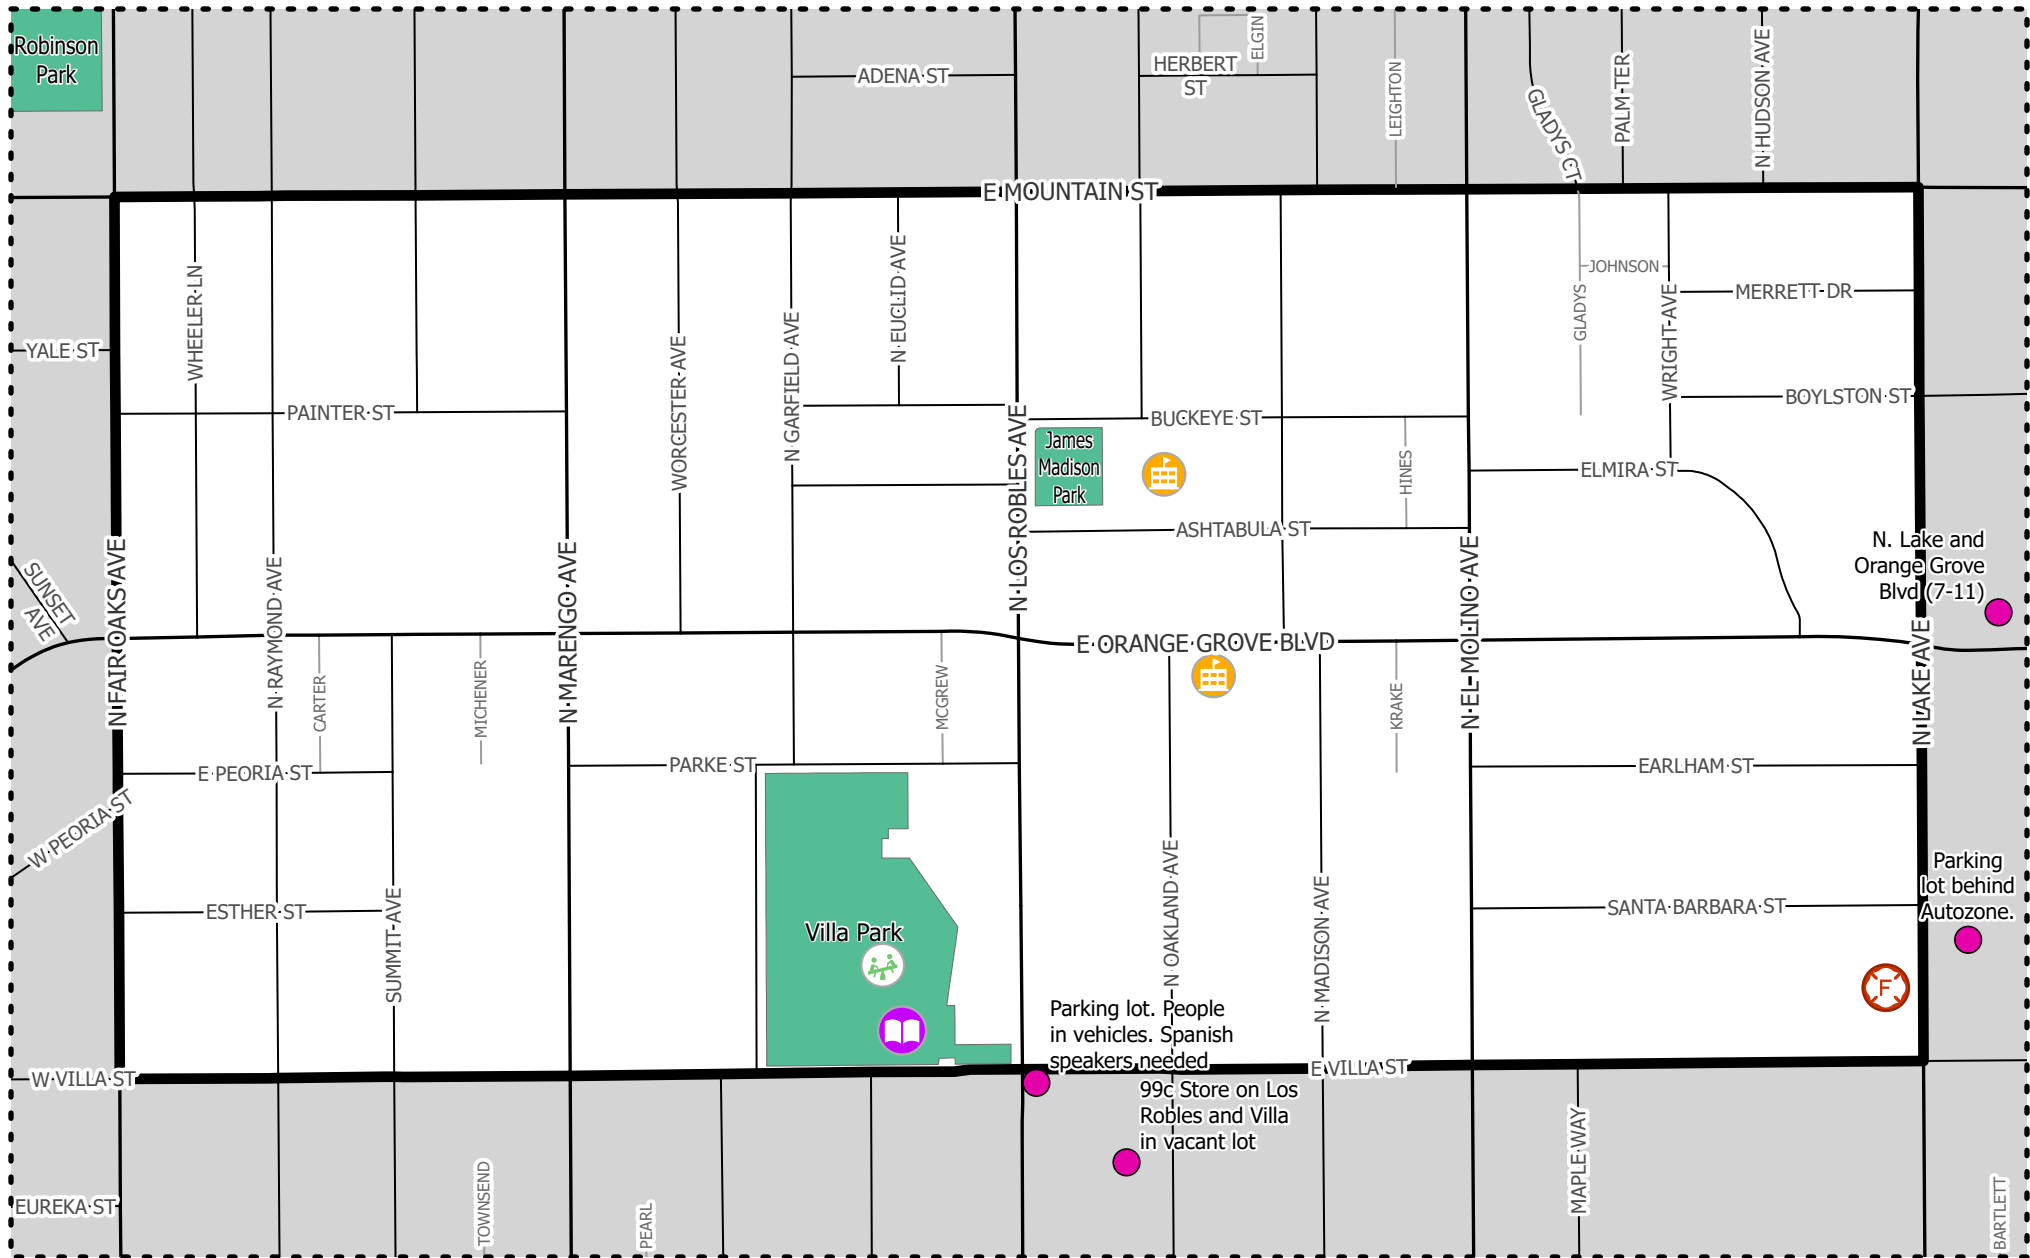 Robinson
Park
ADENA ST
HERBERT
ST
ELGIN
LEIGHTON
GLADYS CT
PALM TER
N HUDSON AVE
E MOUNTAIN ST
WHEELER LN
N EUCLID AVE
JOHNSON
GLADYS
MERRETT DR
WRIGHT AVE
YALE ST
WORCESTER AVE
N GARFIELD AVE
PAINTER ST
BOYLSTON ST
BUCKEYE ST
James
Madison
Park
HINES
ELMIRA ST
N LOS ROBLES AVE
ASHTABULA ST
SUNSET
AVE
N FAIR OAKS AVE
N RAYMOND AVE
N MARENGO AVE
N EL MOLINO AVE
N. Lake and
Orange Grove
Blvd (7-11)
E ORANGE GROVE BLVD
N LAKE AVE
CARTER
MICHENER
MCGREW
KRAKE
E PEORIA ST
PARKE ST
EARLHAM ST
W PEORIA ST
Parking
lot behind
Autozone.
ESTHER ST
SUMMIT AVE
Villa Park
N OAKLAND AVE
N MADISON AVE
SANTA BARBARA ST
F
Parking lot. People
in vehicles. Spanish
speakers needed
W VILLA ST
E VILLA ST
99c Store on Los
Robles and Villa
in vacant lot
MAPLE WAY
EUREKA ST
TOWNSEND
PEARL
BARTLETT